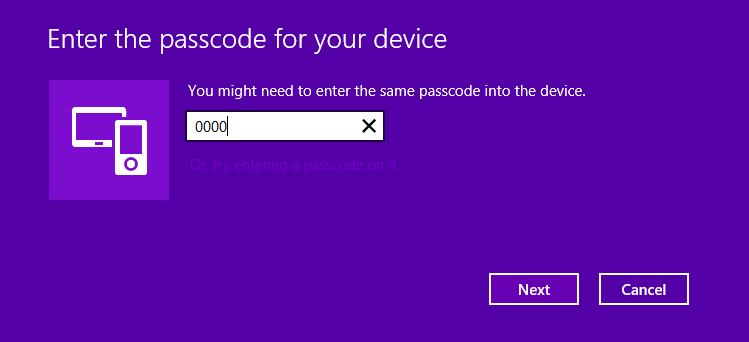 Enter the passcode for your device
You might need to enter the same passcode into the device.
0000
Or, try entering a passcode on it.
Next
Cancel